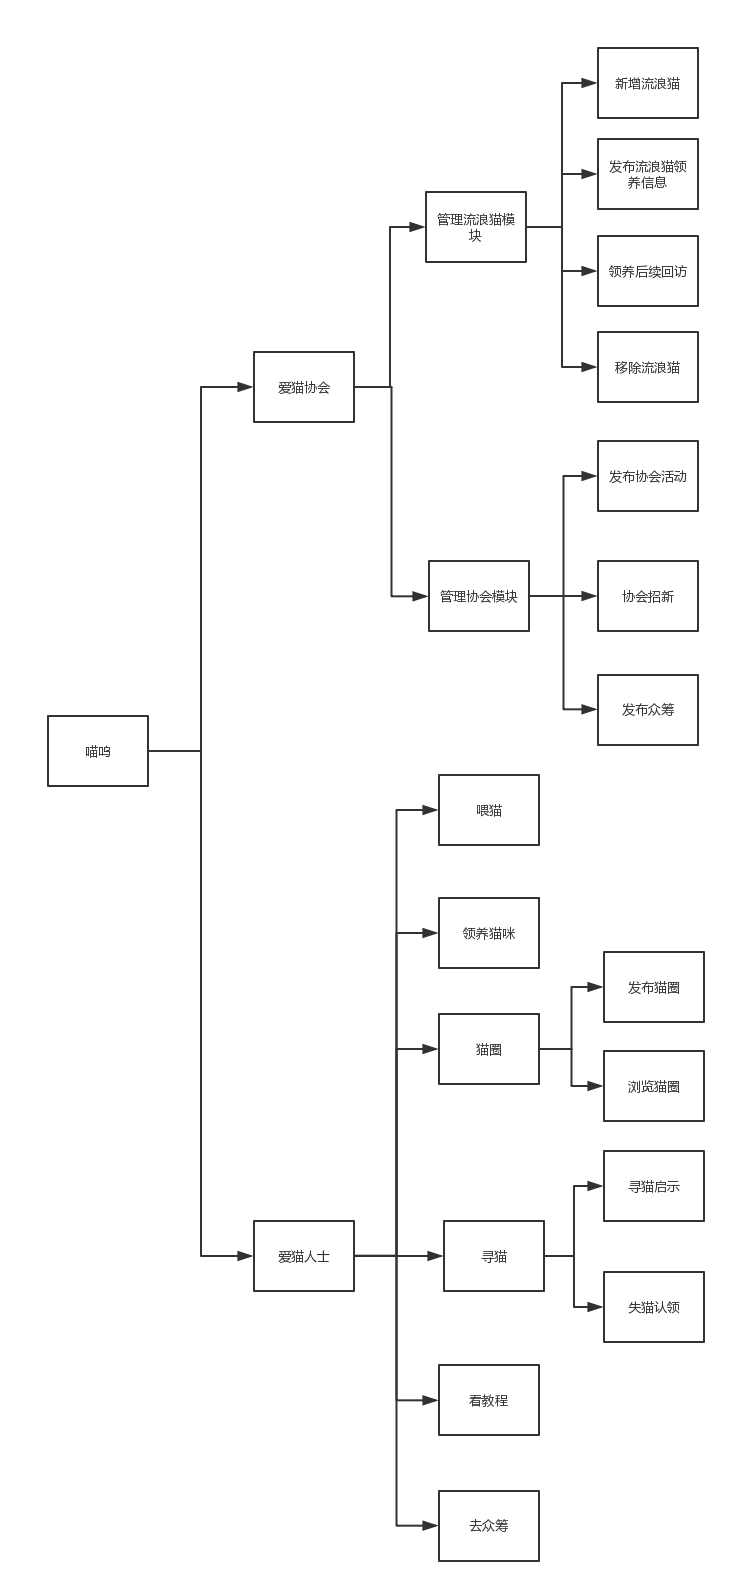 新增流浪猫
发布流浪猫领
养信息
管理流浪猫模
块
领养后续回访
移除流浪猫
爱猫协会
发布协会活动
管理协会模块
协会招新
发布众筹
喵呜
喂猫
领养猫咪
发布猫圈
猫圈
浏览猫圈
寻猫启示
爱猫人士
寻猫
失猫认领
看教程
去众筹